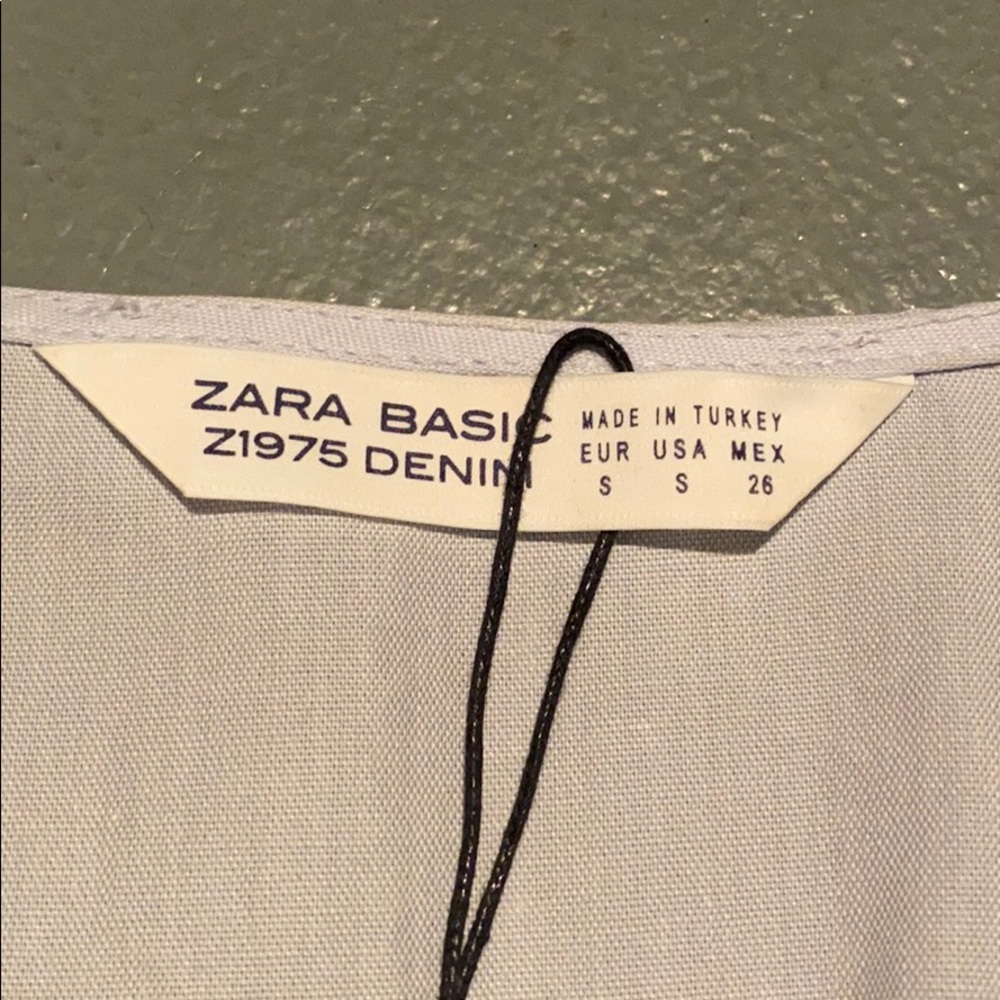 ZARA BASIC
Z1975 DENIM
MADE IN TURKEY
EUR USA MEX
S S 26